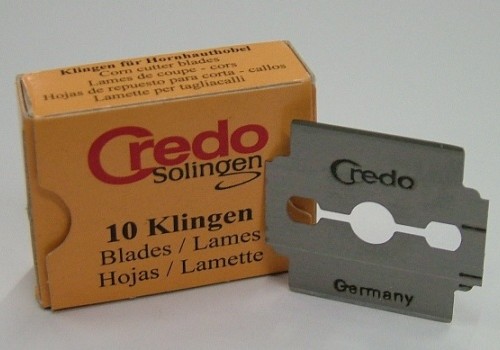 Klingen für Hornhauthobel
Corn cutter blades
Lames de coupe - cors
Hojas de repuesto para corta - callos
Lamette per tagliacalli
Credo
Solingen
10 Klingen
Blades / Lames
Hojas / Lamette
Credo
Germany